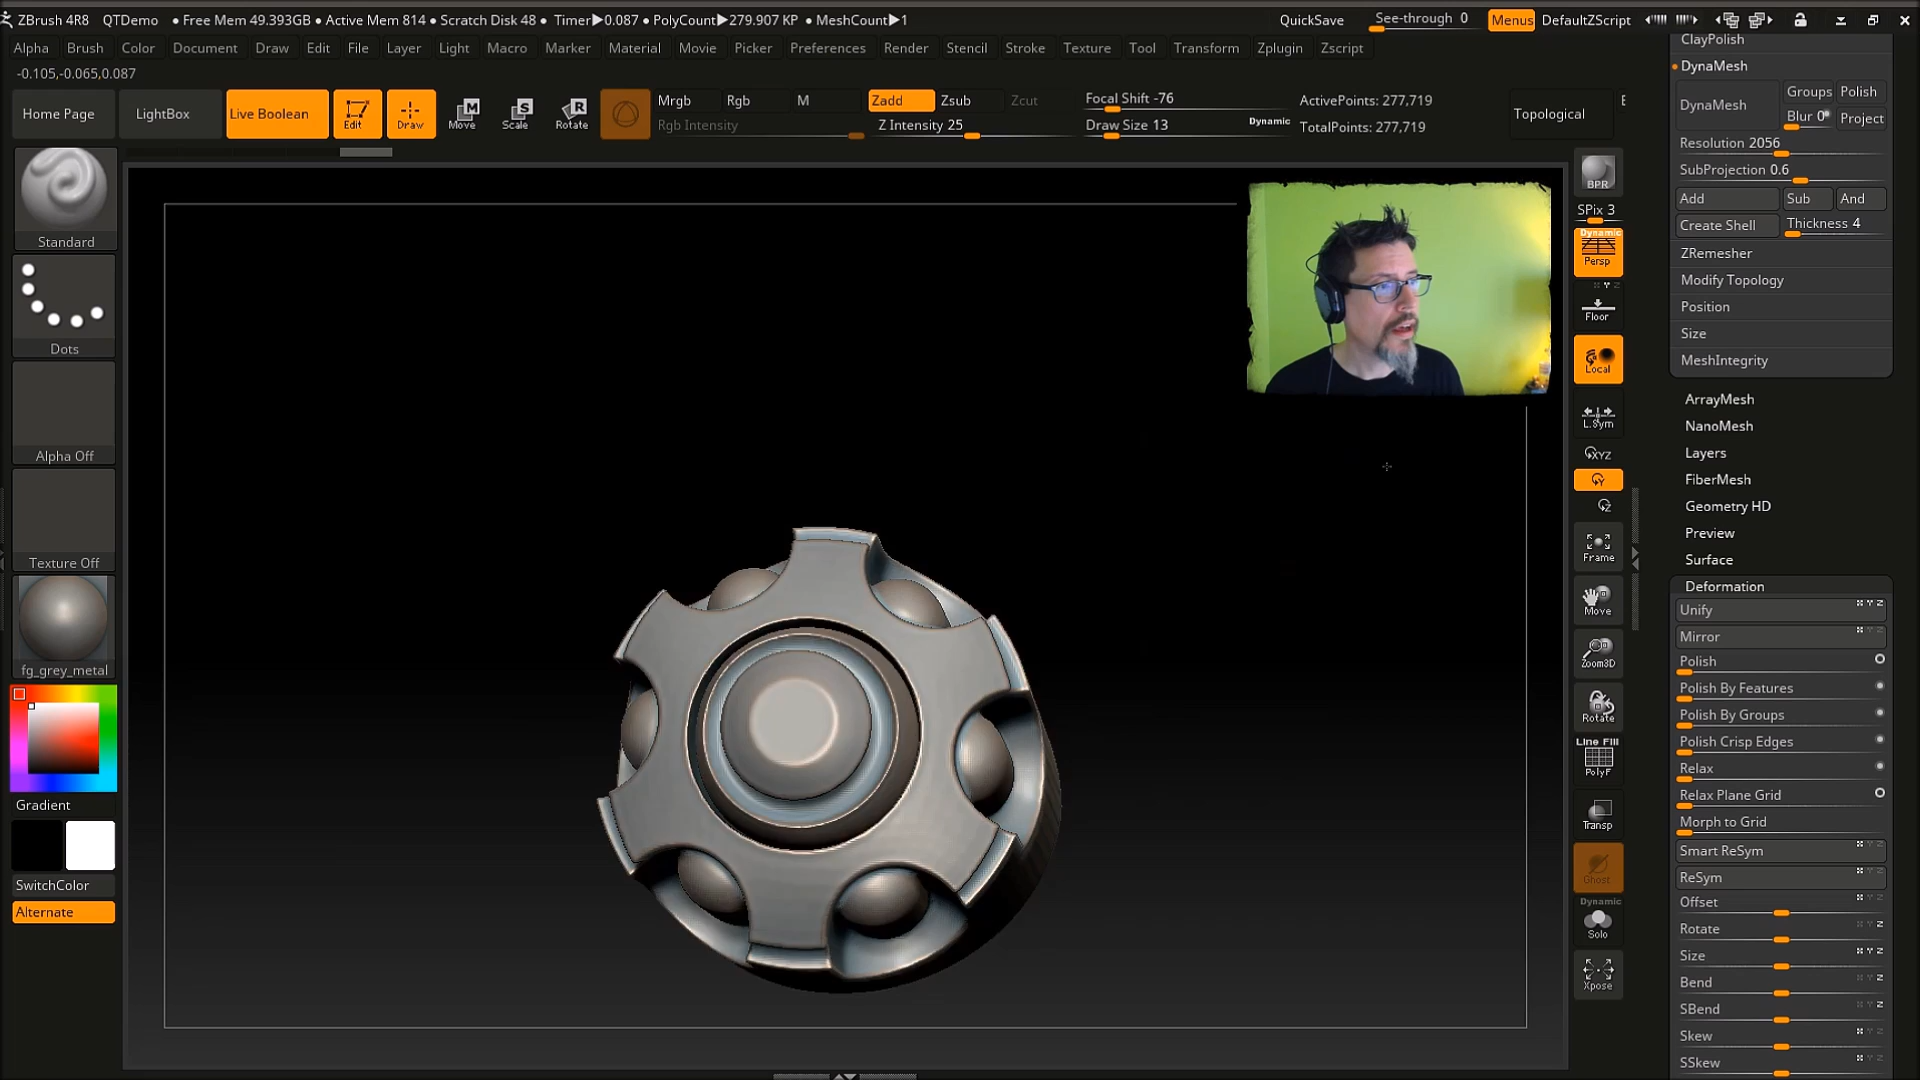 ZBrush 4R8 QTDemo • Free Mem 49.393GB • Active Mem 814 • Scratch Disk 48 • Timer▶0.087 • PolyCount▶279.907 KP • MeshCount▶1 QuickSave See-through 0 Menus DefaultZScript
Alpha Brush Color Document Draw Edit File Layer Light Macro Marker Material Movie Picker Preferences Render Stencil Stroke Texture Tool Transform Zplugin Zscript
-0.105,-0.065,0.087
Home Page LightBox Live Boolean Edit Draw Move Scale Rotate
M S R
Mrgb Rgb M Zadd Zsub Zcut Focal Shift -76 ActivePoints: 277,719
Rgb Intensity Z Intensity 25 Draw Size 13 Dynamic TotalPoints: 277,719
Topological E
Standard
Dots
Alpha Off
Texture Off
fg_grey_metal
Gradient
SwitchColor
Alternate
BPR
SPix 3
Dynamic
Persp
Floor
Local
L.Sym
XYZ
Y
Z
Frame
Move
Zoom3D
Rotate
Line Fill
PolyF
Transp
Ghost
Dynamic
Solo
Xpose
ClayPolish
DynaMesh
DynaMesh Groups Polish
Blur 0 Project
Resolution 2056
SubProjection 0.6
Add Sub And
Create Shell Thickness 4
ZRemesher
Modify Topology
Position
Size
MeshIntegrity
ArrayMesh
NanoMesh
Layers
FiberMesh
Geometry HD
Preview
Surface
Deformation
Unify
Mirror
Polish
Polish By Features
Polish By Groups
Polish Crisp Edges
Relax
Relax Plane Grid
Morph to Grid
Smart ReSym
ReSym
Offset
Rotate
Size
Bend
SBend
Skew
SSkew